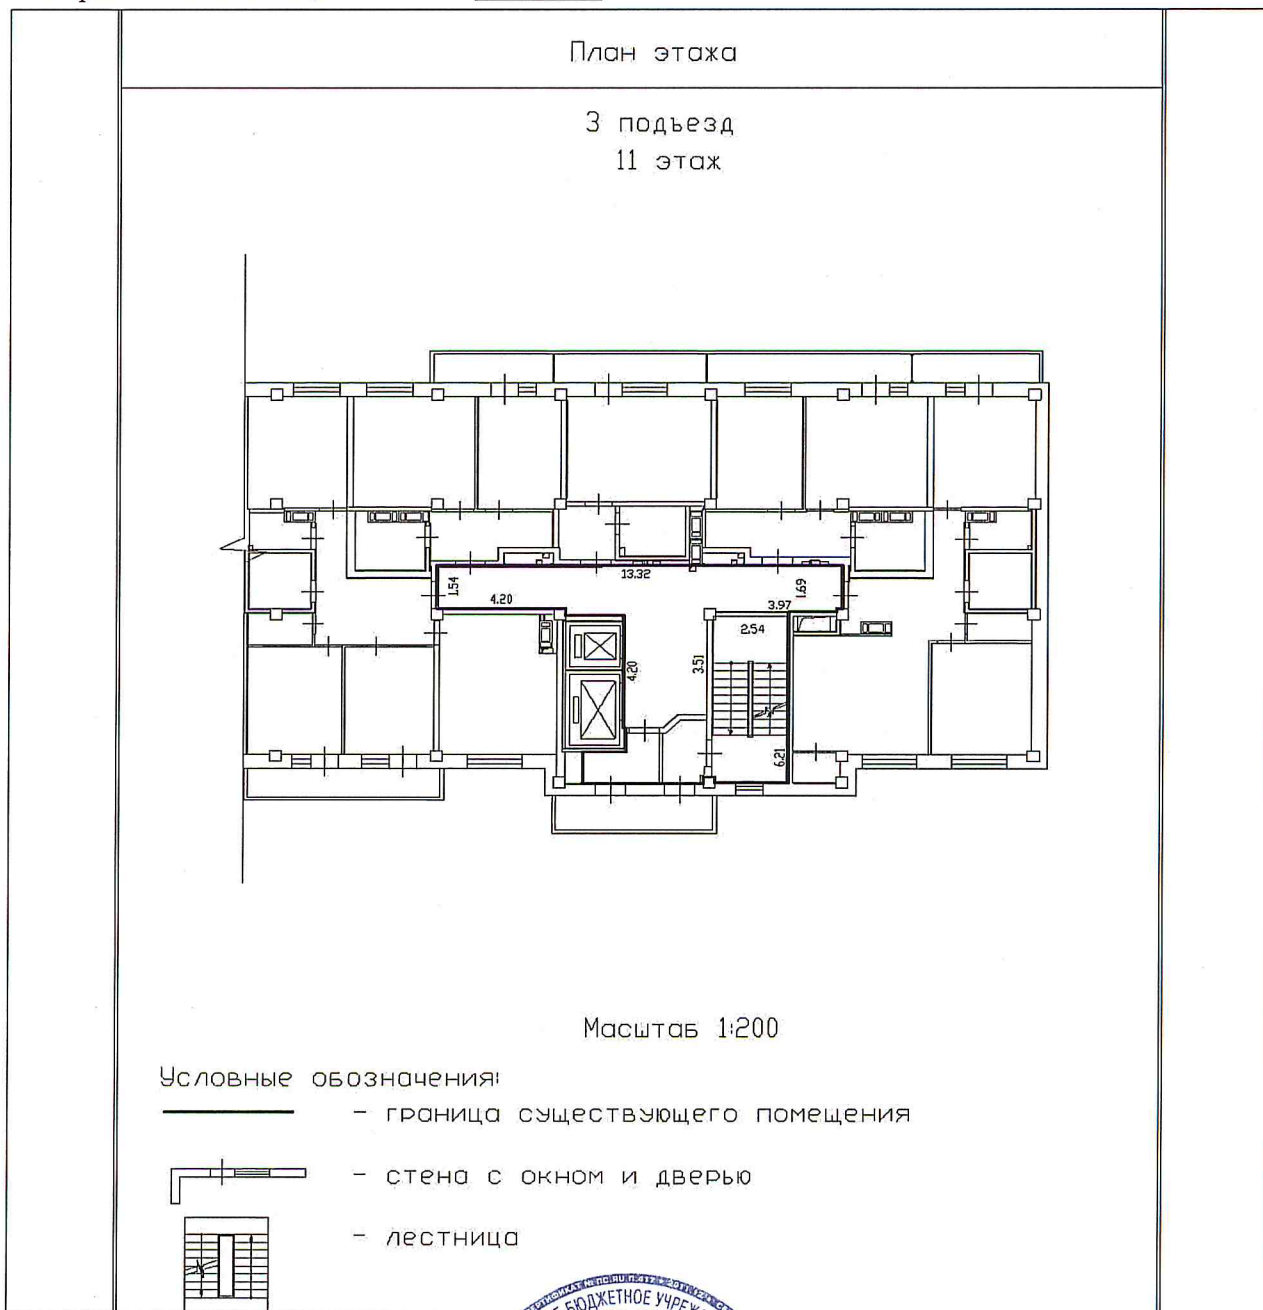 План этажа
3 подъезд
11 этаж
13.32
1.54
4.20
1.69
3.97
2.54
4.20
3.51
6.21
Масштаб 1:200
Условные обозначения:
- граница существующего помещения
- стена с окном и дверью
- лестница
БЮДЖЕТНОЕ